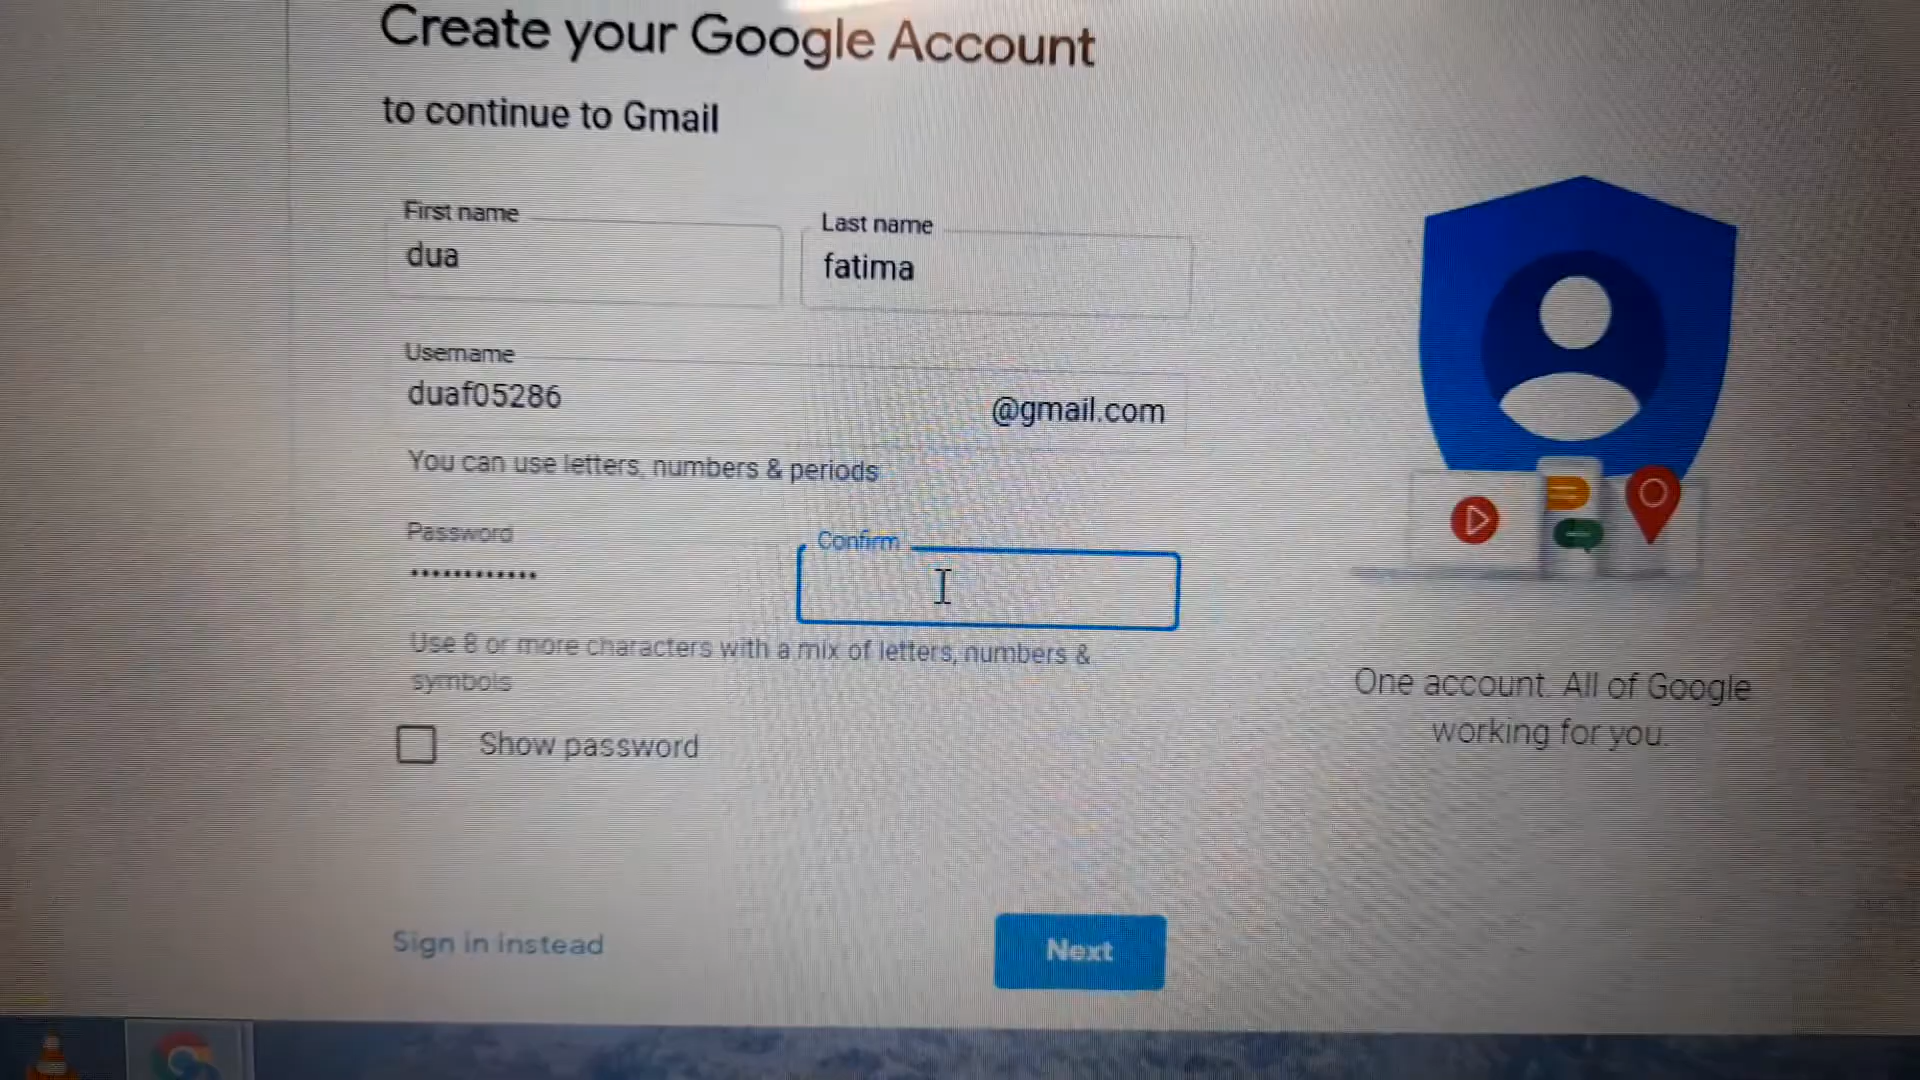 Create your Google Account
to continue to Gmail
First name
dua
Last name
fatima
Username
duaf05286
@gmail.com
You can use letters, numbers & periods
Password
••••••••••••
Confirm
Use 8 or more characters with a mix of letters, numbers &
symbols
Show password
One account. All of Google
working for you.
Sign in instead
Next